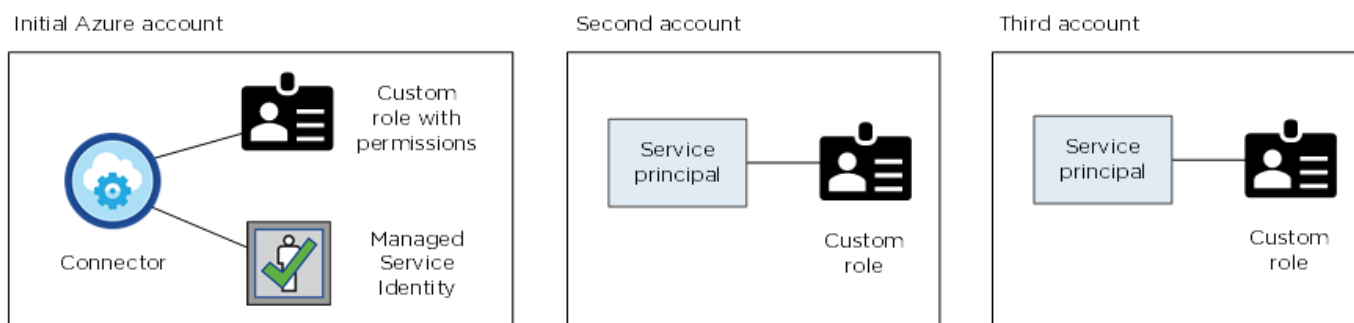 Initial Azure account
Second account
Third account
Custom
role with
permissions
Connector
Managed
Service
Identity
Service
principal
Custom
role
Service
principal
Custom
role